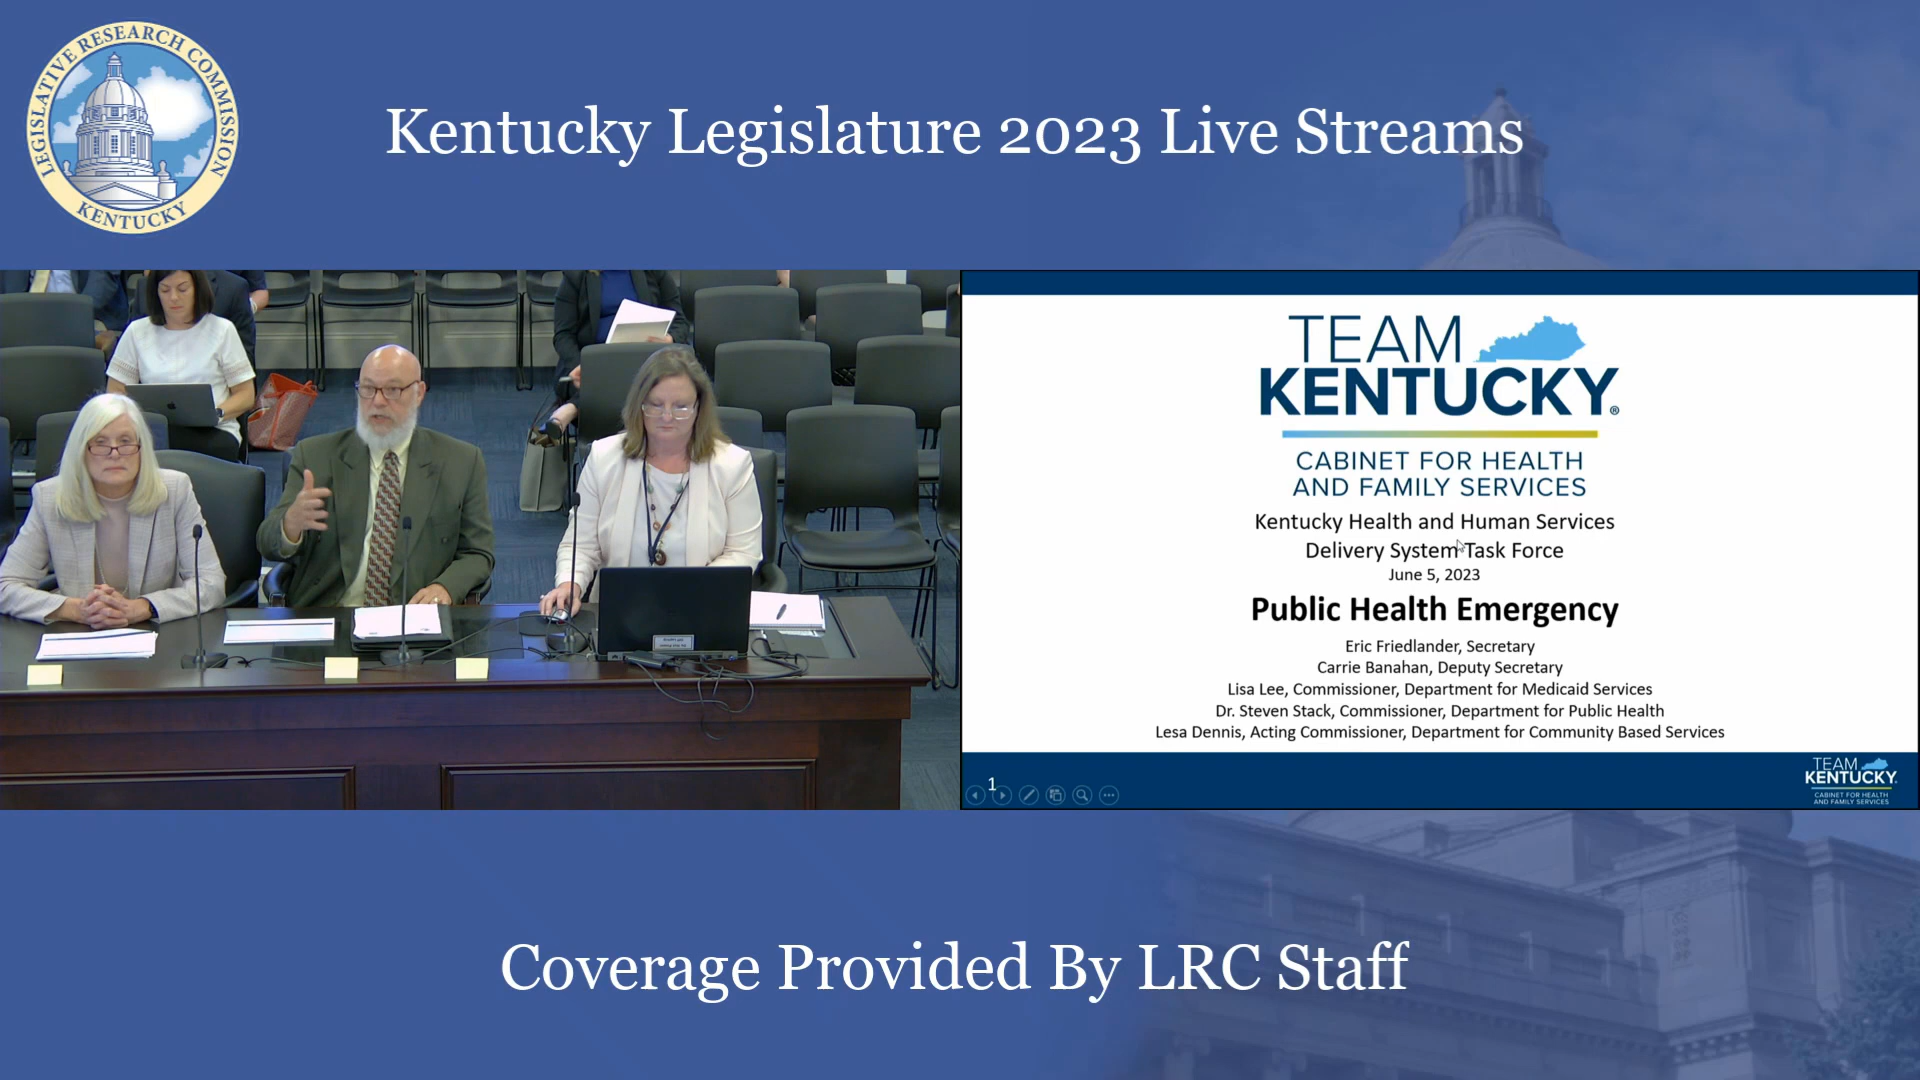 LEGISLATIVE RESEARCH COMMISSION
KENTUCKY
Kentucky Legislature 2023 Live Streams
TEAM
KENTUCKY®
CABINET FOR HEALTH
AND FAMILY SERVICES
Kentucky Health and Human Services
Delivery System Task Force
June 5, 2023
Public Health Emergency
Eric Friedlander, Secretary
Carrie Banahan, Deputy Secretary
Lisa Lee, Commissioner, Department for Medicaid Services
Dr. Steven Stack, Commissioner, Department for Public Health
Lesa Dennis, Acting Commissioner, Department for Community Based Services
1
TEAM
KENTUCKY
CABINET FOR HEALTH
AND FAMILY SERVICES
Coverage Provided By LRC Staff